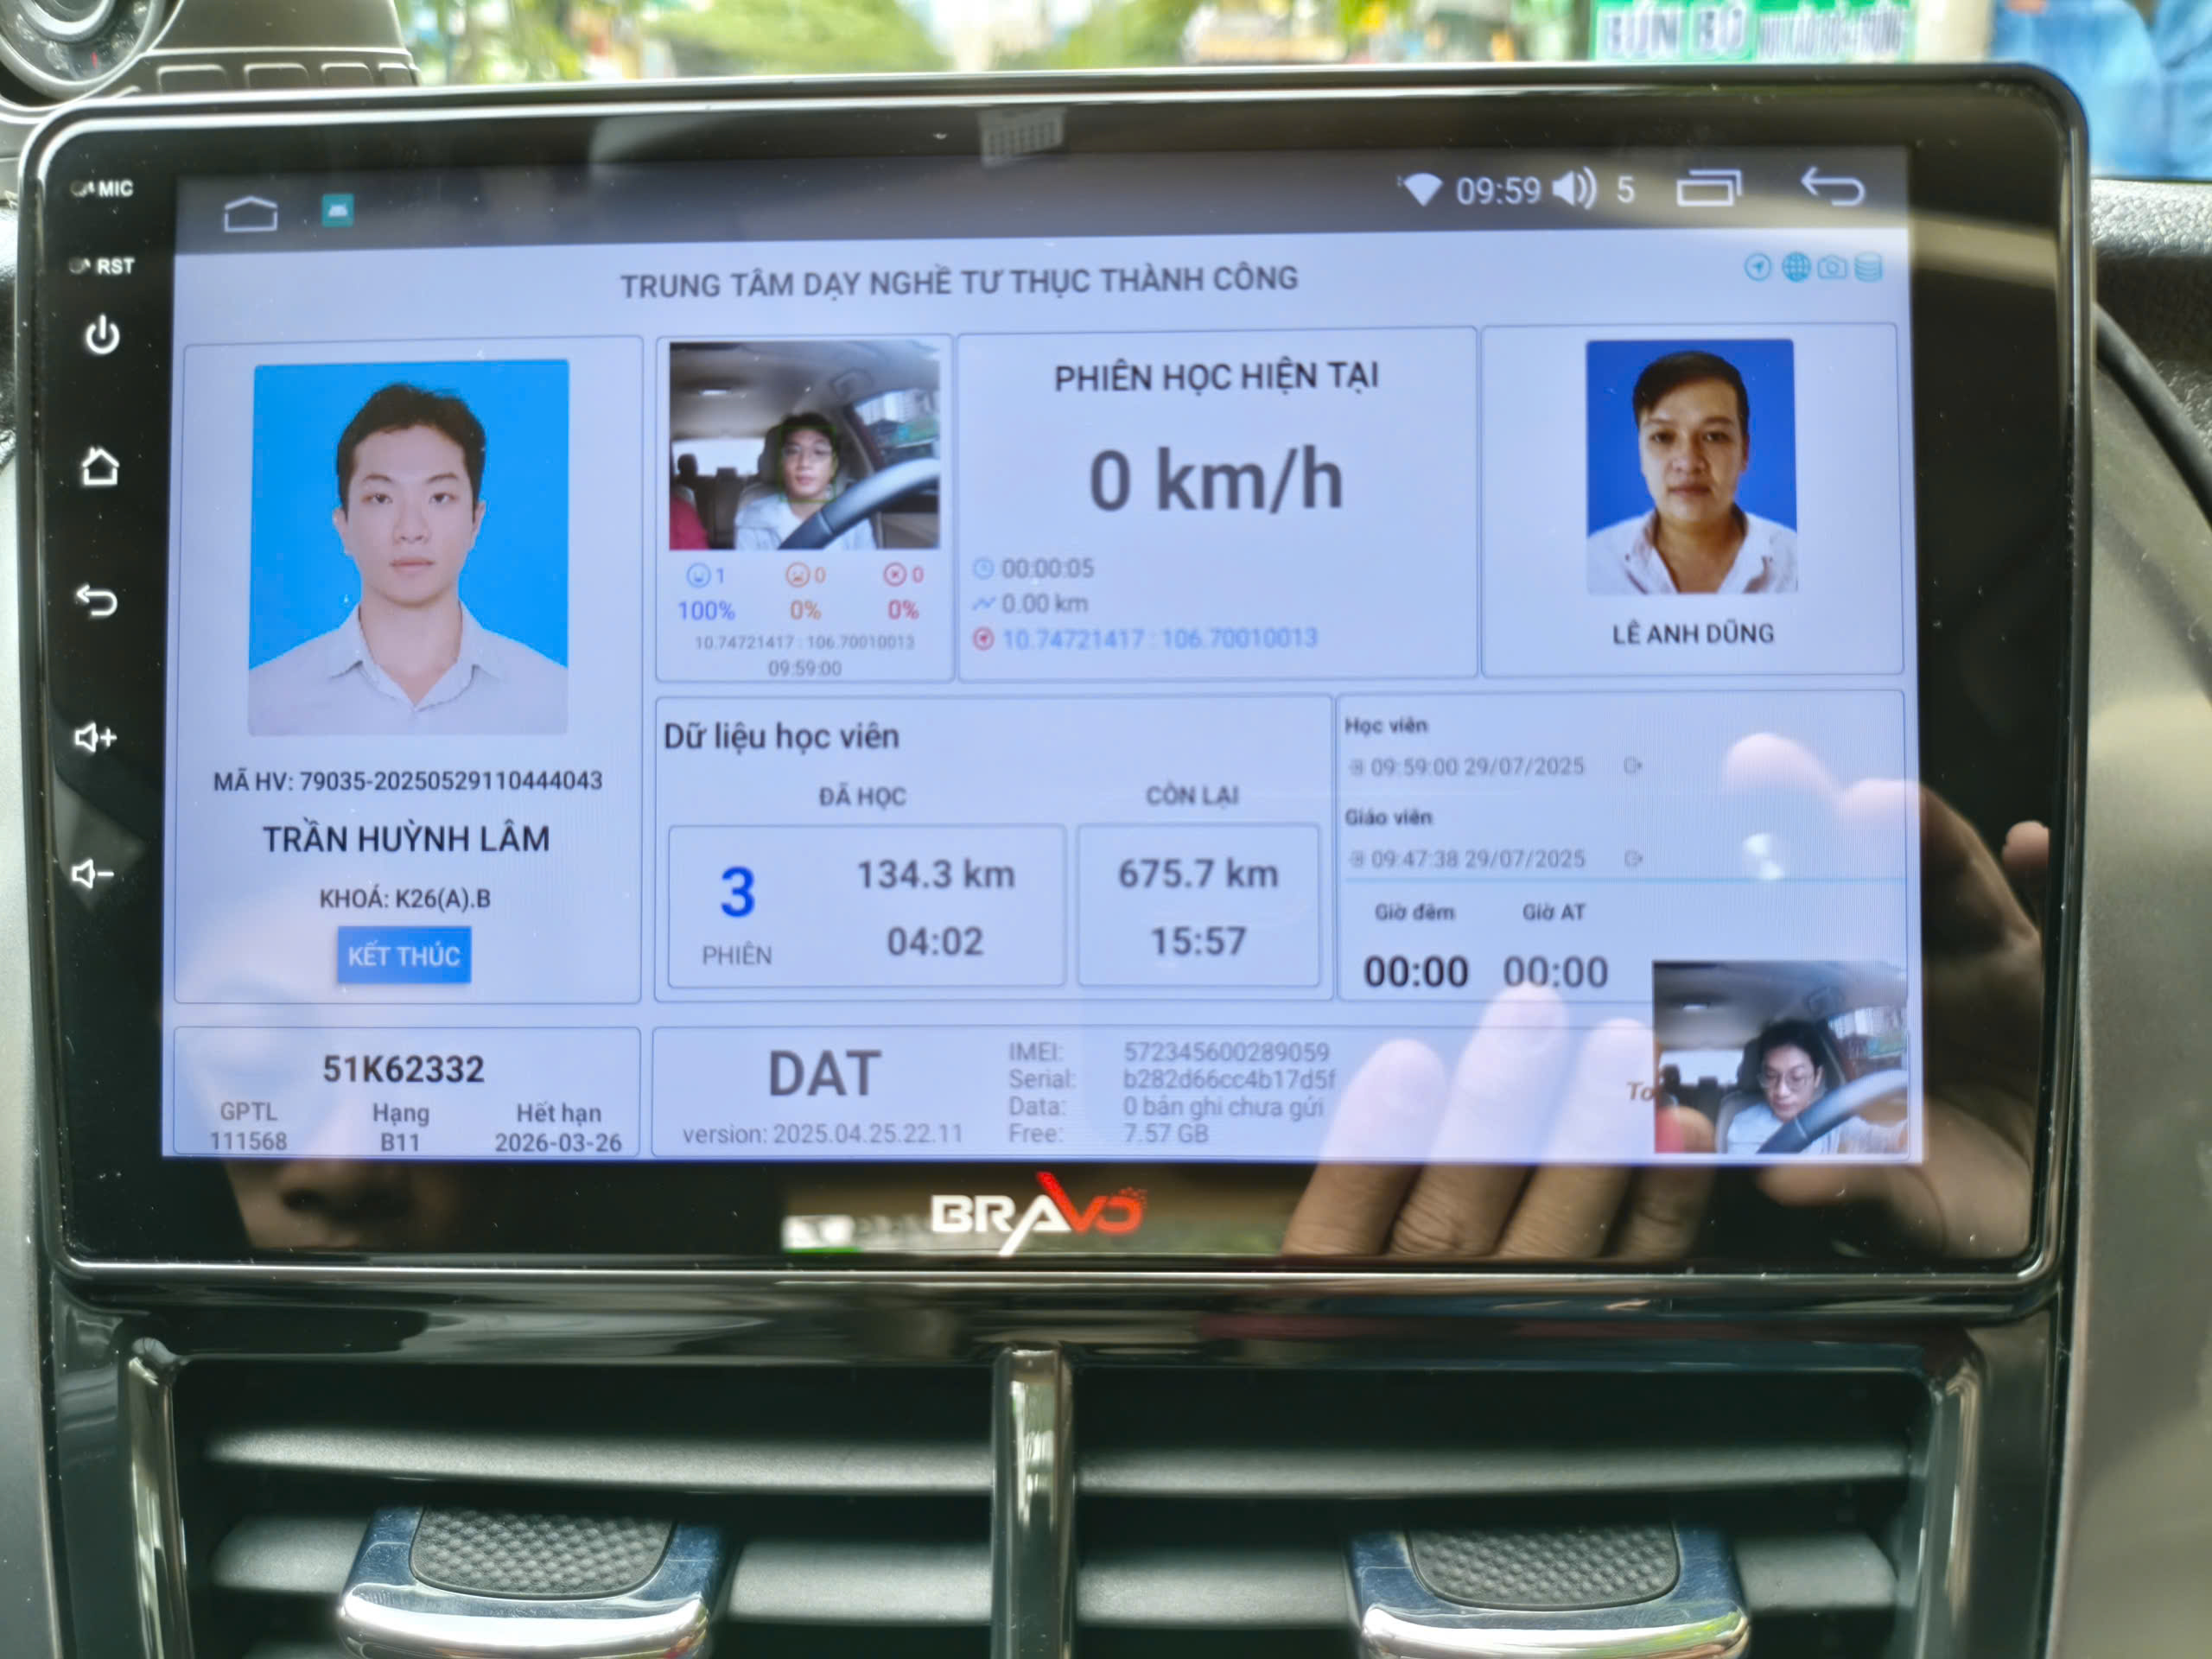 BÚN BÒ
MIC
RST
09:59
5
TRUNG TÂM DẠY NGHỀ TƯ THỤC THÀNH CÔNG
MÃ HV: 79035-20250529110444043
TRẦN HUỲNH LÂM
KHOÁ: K26(A).B
KẾT THÚC
1 0 0
100% 0% 0%
10.74721417 : 106.70010013
09:59:00
PHIÊN HỌC HIỆN TẠI
0 km/h
00:00:05
0.00 km
10.74721417 : 106.70010013
LÊ ANH DŨNG
Dữ liệu học viên
ĐÃ HỌC CÒN LẠI
3 134.3 km 675.7 km
PHIÊN 04:02 15:57
Học viên
09:59:00 29/07/2025
Giáo viên
09:47:38 29/07/2025
Giờ đêm Giờ AT
00:00 00:00
51K62332
GPTL Hạng Hết hạn
111568 B11 2026-03-26
DAT
version: 2025.04.25.22.11
IMEI: 572345600289059
Serial: b282d66cc4b17d5f
Data: 0 bản ghi chưa gửi
Free: 7.57 GB
To
BRAVO